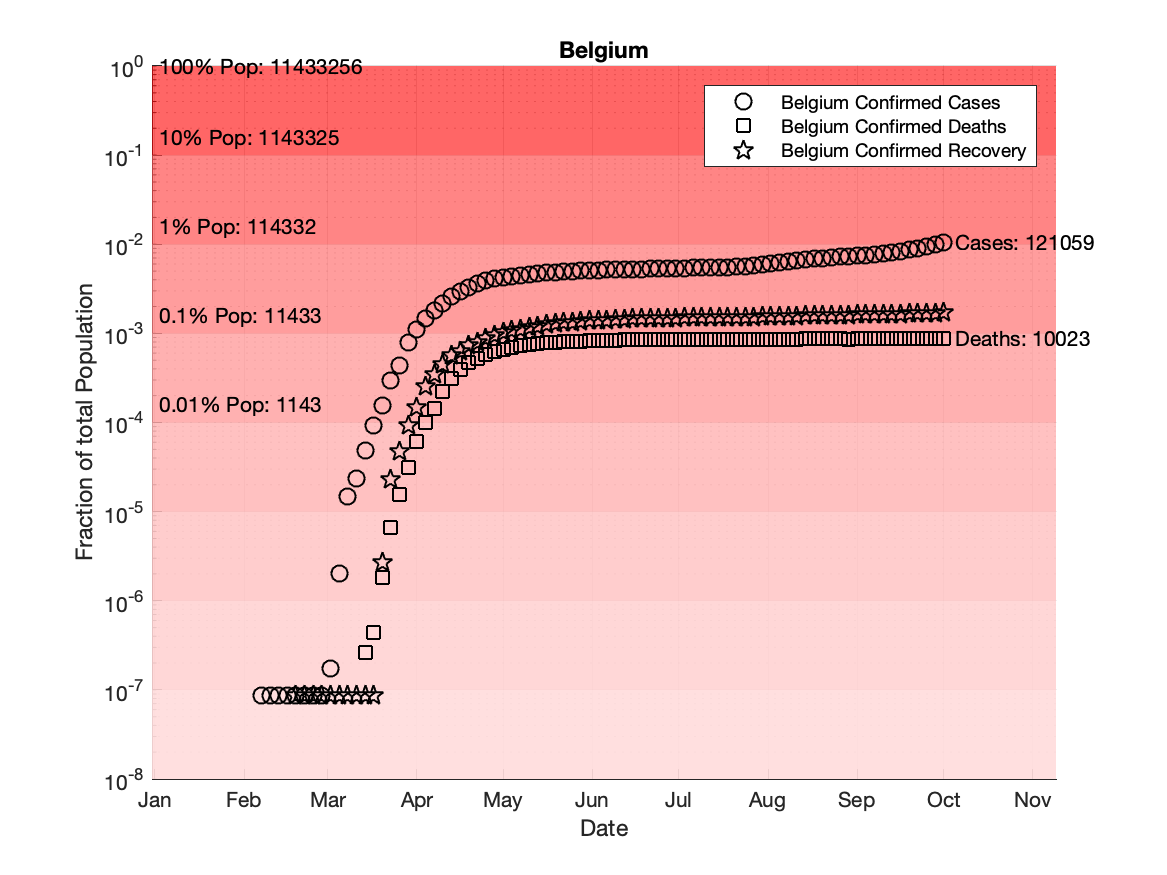 Belgium
10^0
100% Pop: 11433256
Belgium Confirmed Cases
Belgium Confirmed Deaths
Belgium Confirmed Recovery
10% Pop: 1143325
10^-1
1% Pop: 114332
10^-2
Cases: 121059
0.1% Pop: 11433
10^-3
Deaths: 10023
0.01% Pop: 1143
10^-4
10^-5
10^-6
10^-7
10^-8
Fraction of total Population
Jan Feb Mar Apr May Jun Jul Aug Sep Oct Nov
Date